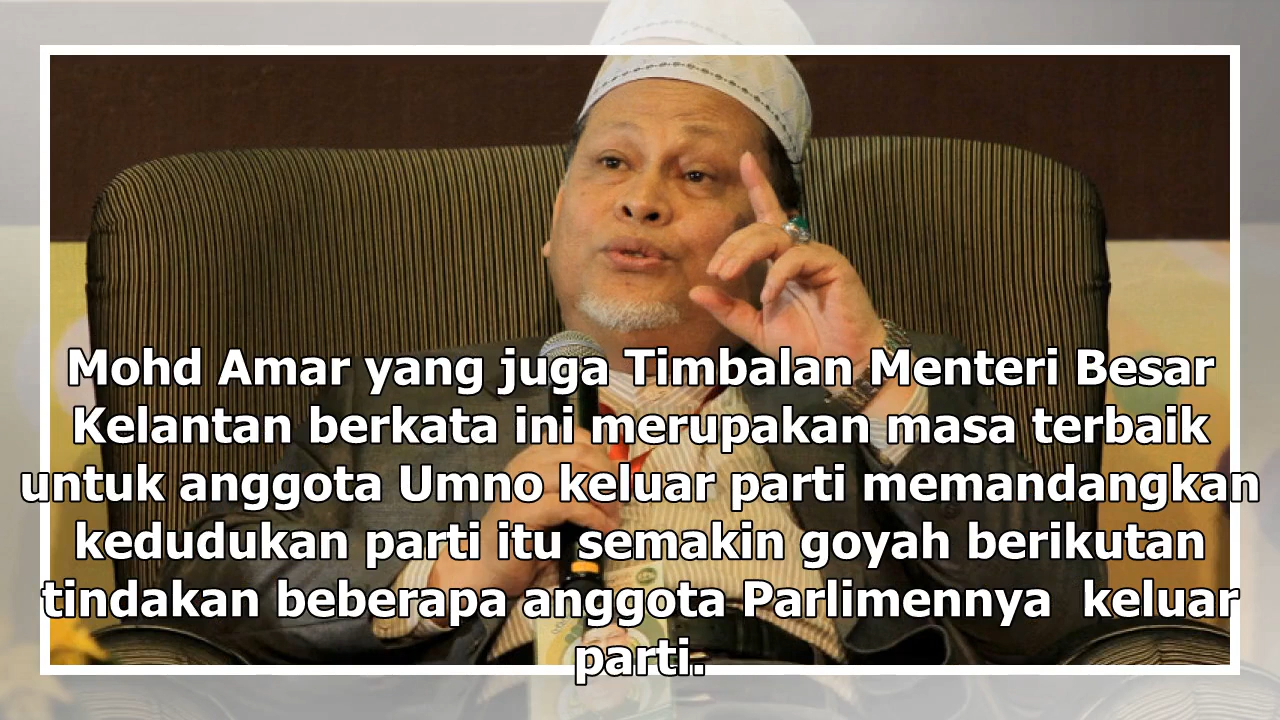 Mohd Amar yang juga Timbalan Menteri Besar
Kelantan berkata ini merupakan masa terbaik
untuk anggota Umno keluar parti memandangkan
kedudukan parti itu semakin goyah berikutan
tindakan beberapa anggota Parlimennya  keluar
parti.